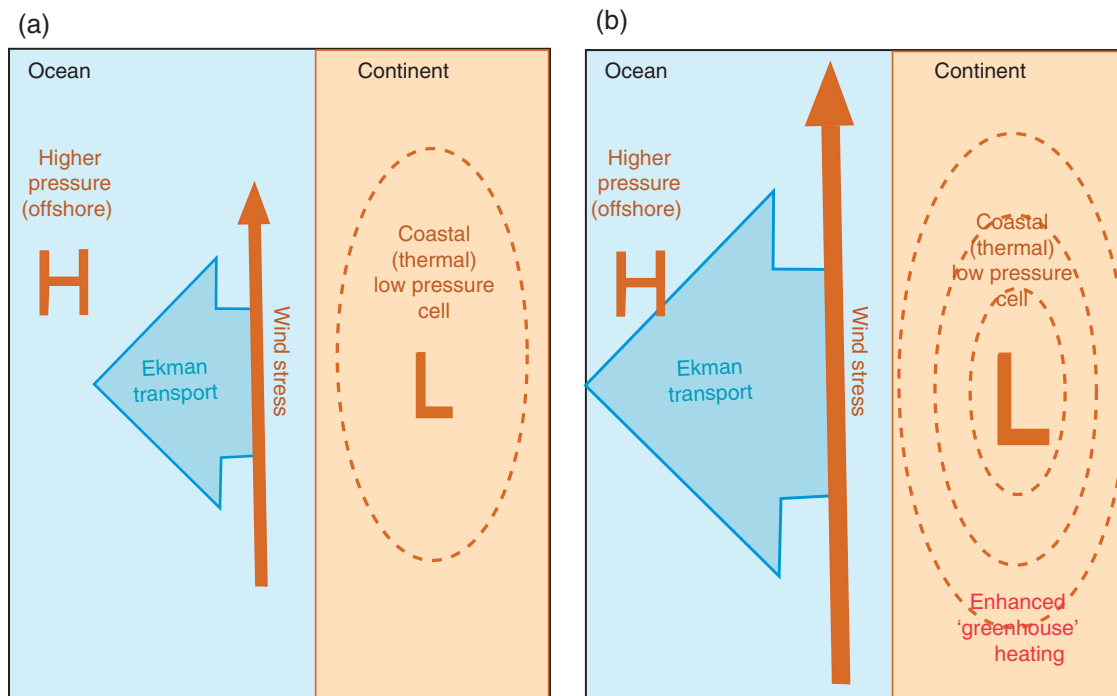 (a)
Ocean
Continent
Higher
pressure
(offshore)
H
Coastal
(thermal)
low pressure
cell
L
Wind stress
Ekman
transport
(b)
Ocean
Continent
Higher
pressure
(offshore)
H
Coastal
(thermal)
low pressure
cell
L
Wind stress
Ekman
transport
Enhanced
‘greenhouse’
heating